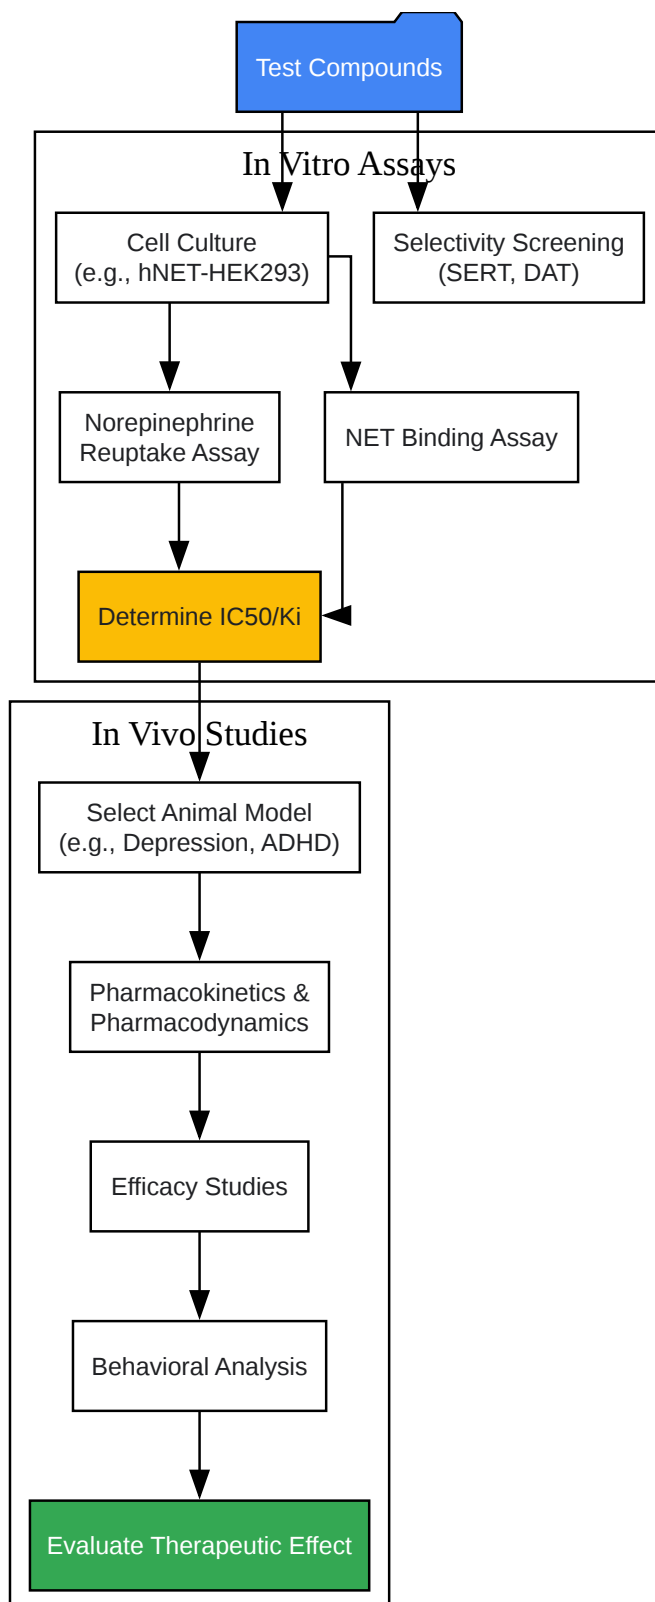 Test Compounds
In Vitro Assays
Cell Culture
(e.g., hNET-HEK293)
Selectivity Screening
(SERT, DAT)
Norepinephrine
Reuptake Assay
NET Binding Assay
Determine IC50/Ki
In Vivo Studies
Select Animal Model
(e.g., Depression, ADHD)
Pharmacokinetics &
Pharmacodynamics
Efficacy Studies
Behavioral Analysis
Evaluate Therapeutic Effect